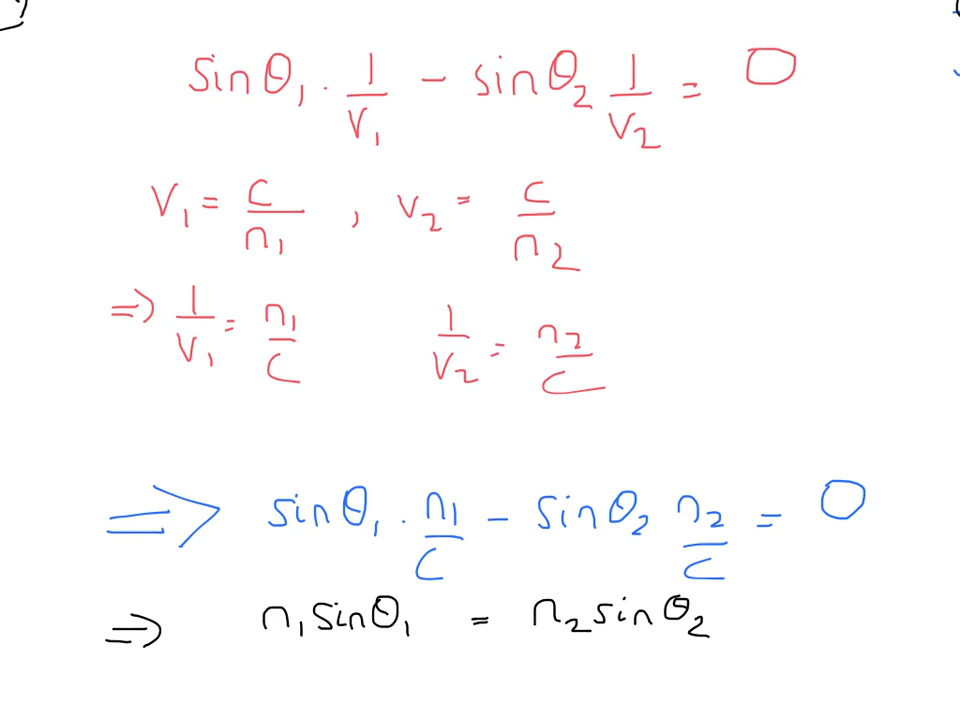 sinθ₁ · 1/v₁ - sinθ₂ 1/v₂ = 0
v₁ = c/n₁ , v₂ = c/n₂
=> 1/v₁ = n₁/c 1/v₂ = n₂/c
=> sinθ₁ · n₁/c - sinθ₂ n₂/c = 0
=> n₁sinθ₁ = n₂sinθ₂